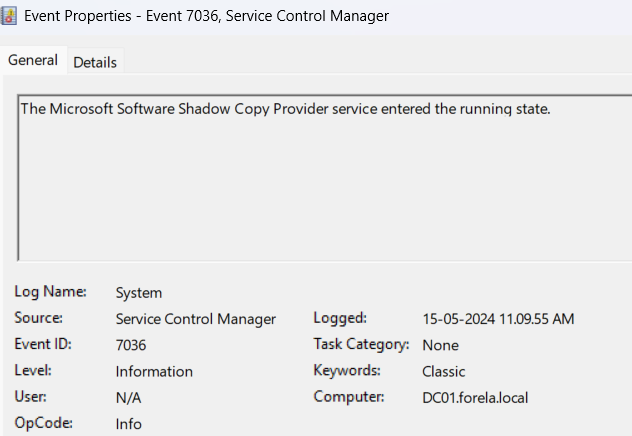 Event Properties - Event 7036, Service Control Manager
General Details
The Microsoft Software Shadow Copy Provider service entered the running state.
Log Name: System
Source: Service Control Manager Logged: 15-05-2024 11.09.55 AM
Event ID: 7036 Task Category: None
Level: Information Keywords: Classic
User: N/A Computer: DC01.forela.local
OpCode: Info